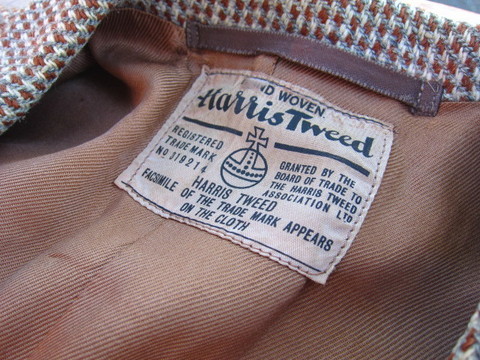 D WOVEN
Harris Tweed
REGISTERED
TRADE MARK
NO 319214
GRANTED BY THE
BOARD OF TRADE TO
THE HARRIS TWEED
ASSOCIATION LTD
FACSIMILE HARRIS TWEED
OF THE TRADE MARK APPEARS
ON THE CLOTH